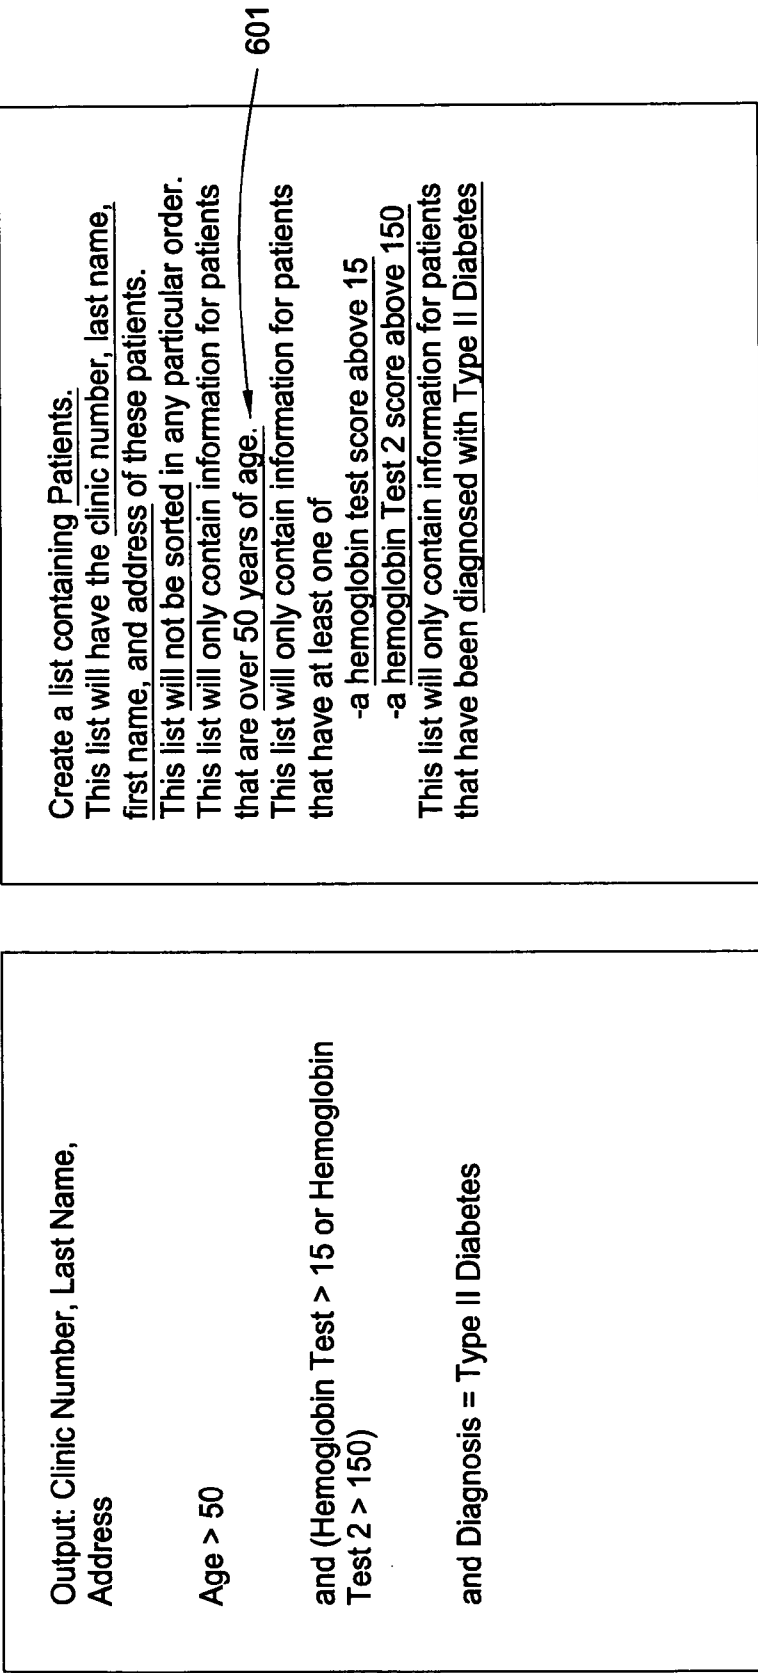 Output: Clinic Number, Last Name,
Address
Age > 50
and (Hemoglobin Test > 15 or Hemoglobin
Test 2 > 150)
and Diagnosis = Type II Diabetes
Create a list containing Patients.
This list will have the clinic number, last name,
first name, and address of these patients.
This list will not be sorted in any particular order.
This list will only contain information for patients
that are over 50 years of age.
This list will only contain information for patients
that have at least one of
-a hemoglobin test score above 15
-a hemoglobin Test 2 score above 150
This list will only contain information for patients
that have been diagnosed with Type II Diabetes
601